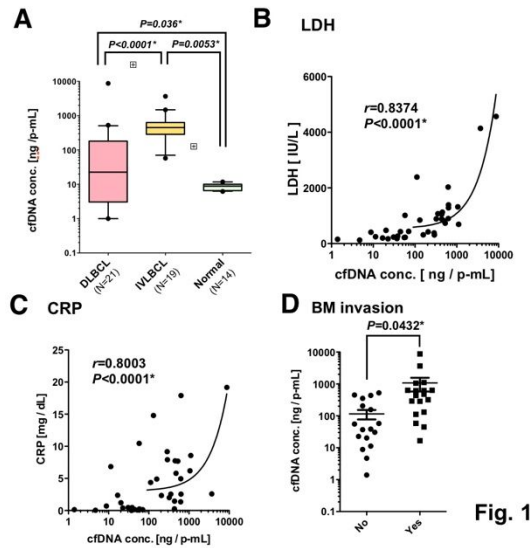 A
P=0.036*
P<0.0001*
P=0.0053*
cfDNA conc. [ng /p-mL]
10000
1000
100
10
1
0.1
DLBCL
(N=21)
IVLBCL
(N=19)
Normal
(N=14)
B
LDH
r=0.8374
P<0.0001*
LDH [ IU/L ]
6000
4000
2000
0
1
10
100
1000
10000
cfDNA conc. [ ng / p-mL ]
C
CRP
r=0.8003
P<0.0001*
CRP [mg / dL]
25
20
15
10
5
0
1
10
100
1000
10000
cfDNA conc. [ ng / p-mL ]
D
BM invasion
P=0.0432*
cfDNA conc. [ ng / p-mL]
10000
1000
100
10
1
0.1
No
Yes
Fig. 1